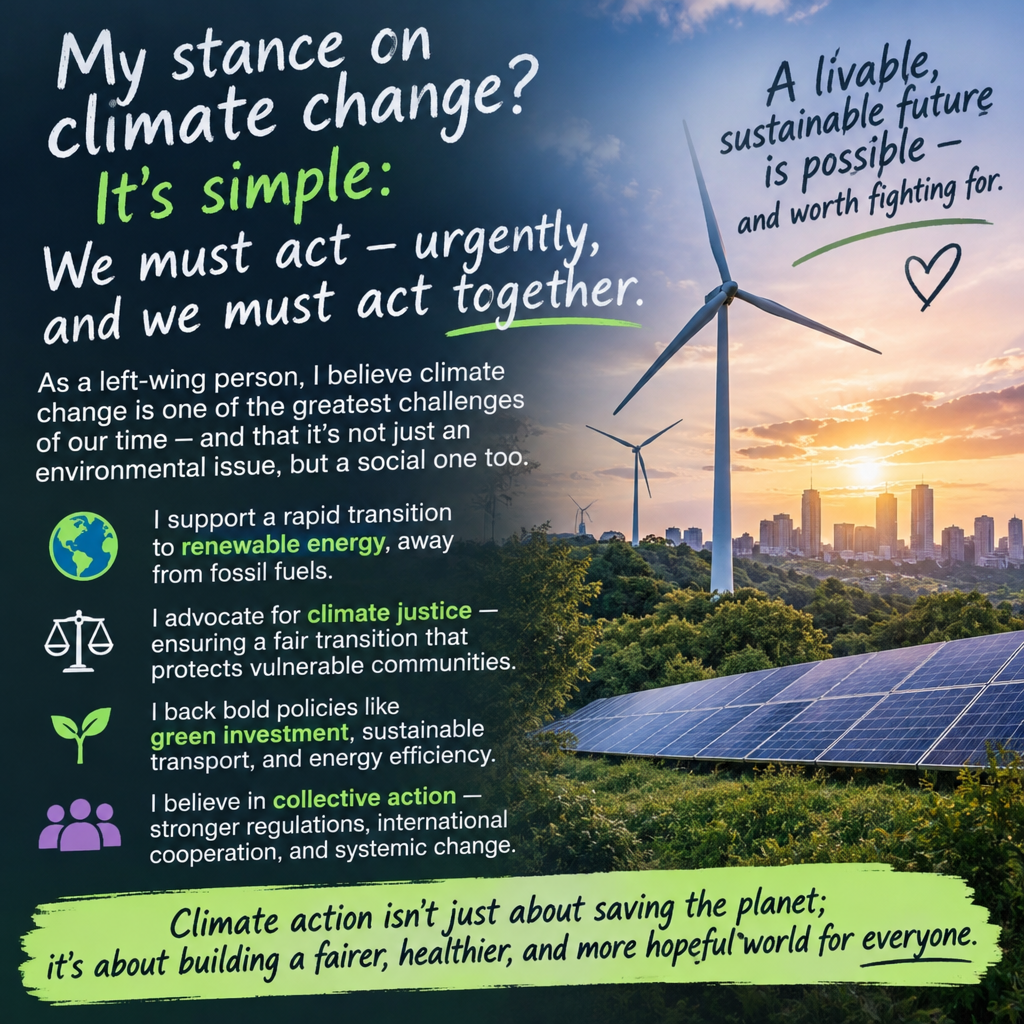 My stance on
climate change?
It's simple:
We must act – urgently,
and we must act together.
A livable,
sustainable future
is possible –
and worth fighting for.
As a left-wing person, I believe climate
change is one of the greatest challenges
of our time – and that it's not just an
environmental issue, but a social one too.
I support a rapid transition
to renewable energy, away
from fossil fuels.
I advocate for climate justice –
ensuring a fair transition that
protects vulnerable communities.
I back bold policies like
green investment, sustainable
transport, and energy efficiency.
I believe in collective action –
stronger regulations, international
cooperation, and systemic change.
Climate action isn't just about saving the planet;
it's about building a fairer, healthier, and more hopeful world for everyone.